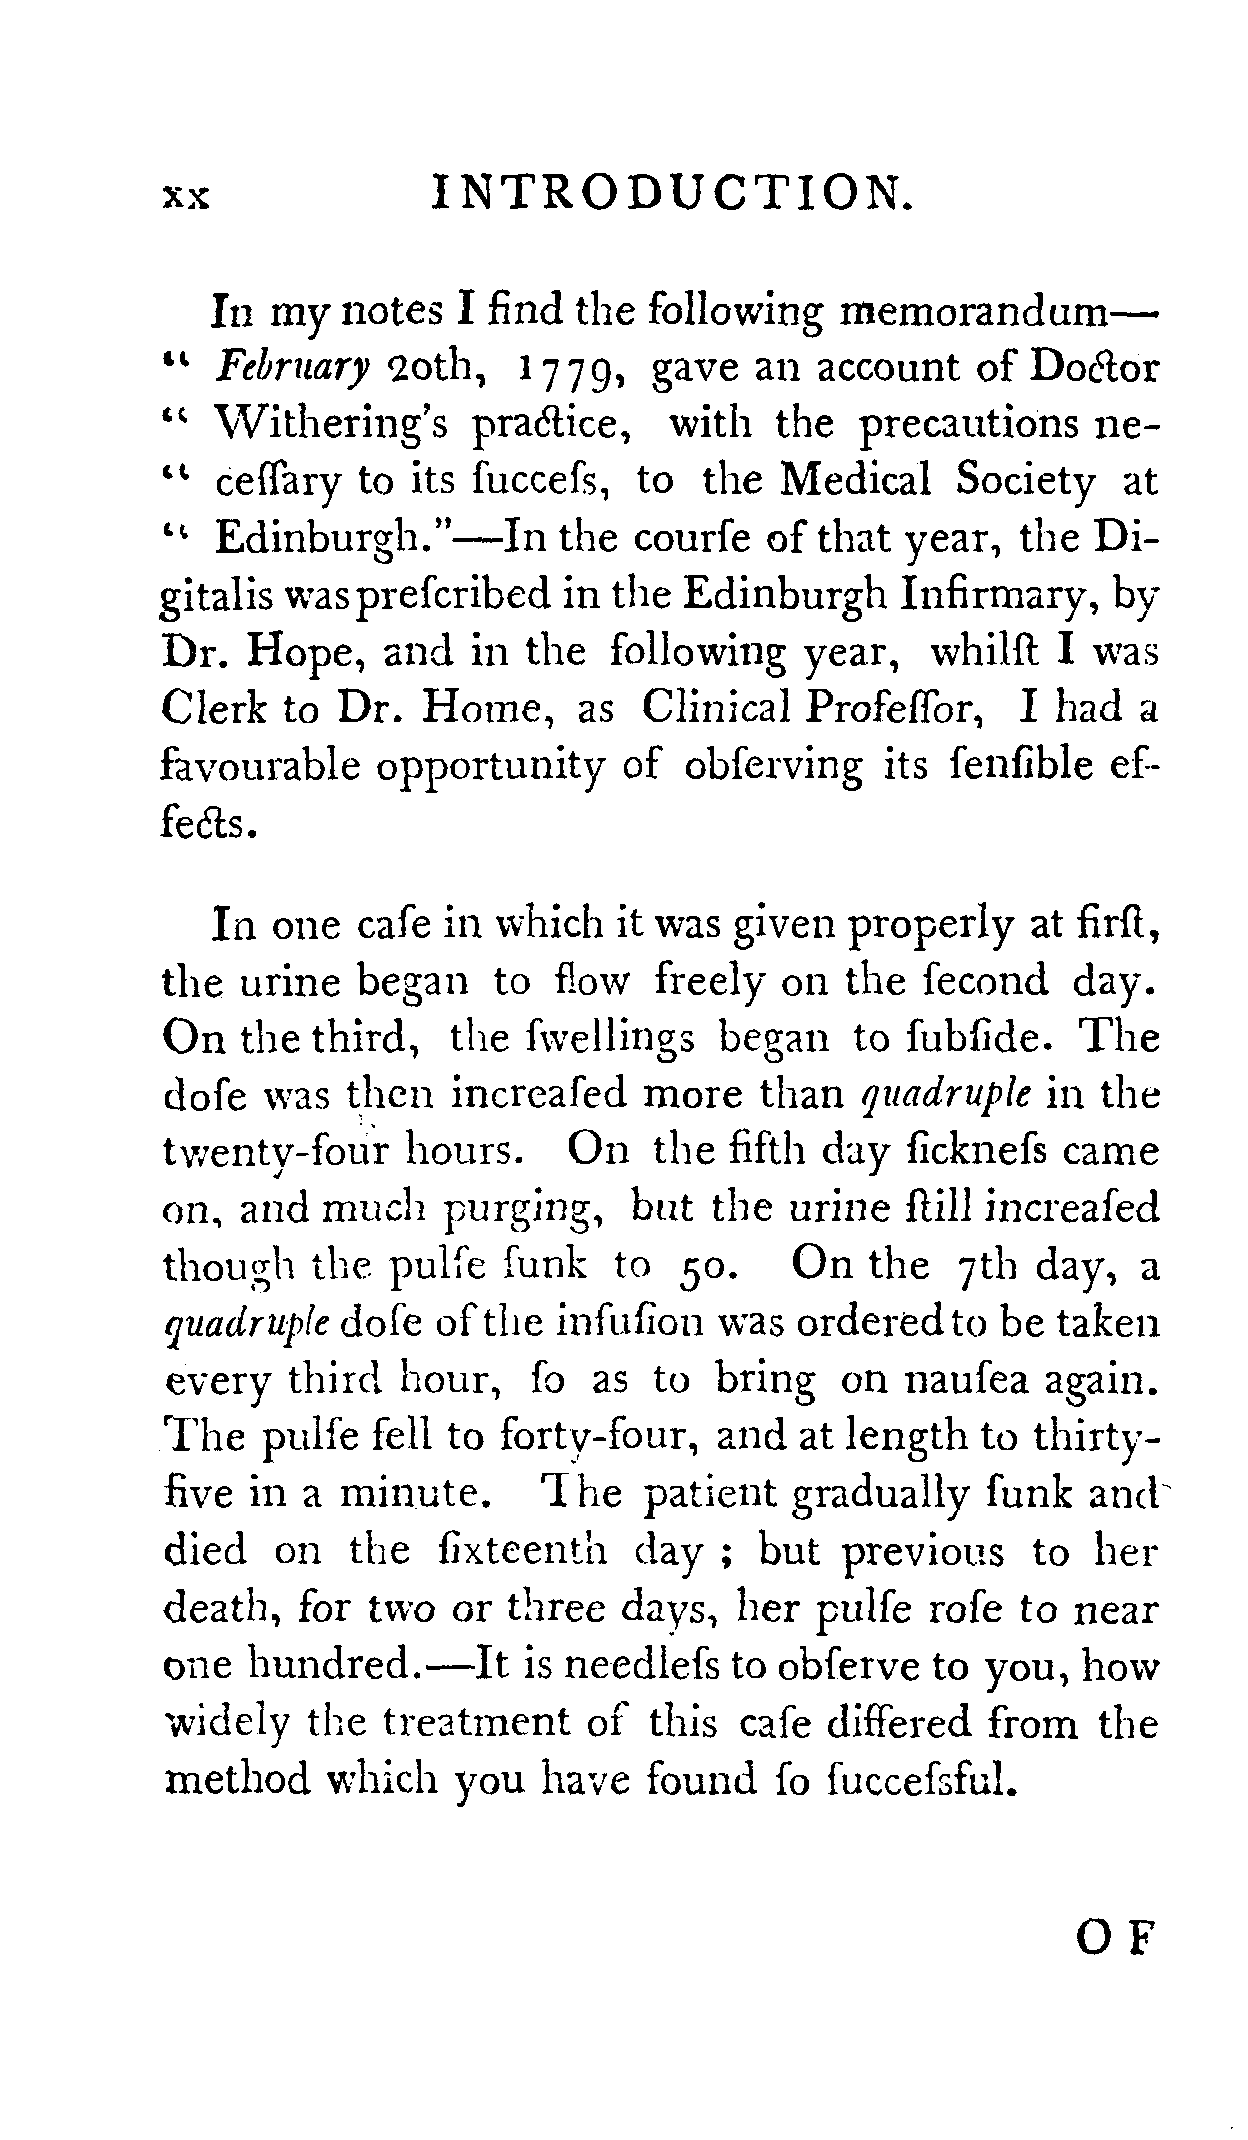 xx INTRODUCTION.
In my notes I find the following memorandum—
“ February 20th, 1779, gave an account of Doctor
“ Withering's practice, with the precautions ne-
“ ceſſary to its ſucceſs, to the Medical Society at
“ Edinburgh.”—In the courſe of that year, the Di-
gitalis was preſcribed in the Edinburgh Infirmary, by
Dr. Hope, and in the following year, whilſt I was
Clerk to Dr. Home, as Clinical Profeſſor, I had a
favourable opportunity of obſerving its ſenſible ef-
fects.
In one caſe in which it was given properly at firſt,
the urine began to flow freely on the ſecond day.
On the third, the ſwellings began to ſubſide. The
doſe was then increaſed more than quadruple in the
twenty-four hours. On the fifth day ſickneſs came
on, and much purging, but the urine ſtill increaſed
though the pulſe ſunk to 50. On the 7th day, a
quadruple doſe of the infuſion was ordered to be taken
every third hour, ſo as to bring on nauſea again.
The pulſe fell to forty-four, and at length to thirty-
five in a minute. The patient gradually ſunk and
died on the ſixteenth day ; but previous to her
death, for two or three days, her pulſe roſe to near
one hundred.—It is needleſs to obſerve to you, how
widely the treatment of this caſe differed from the
method which you have found ſo ſucceſsful.
OF